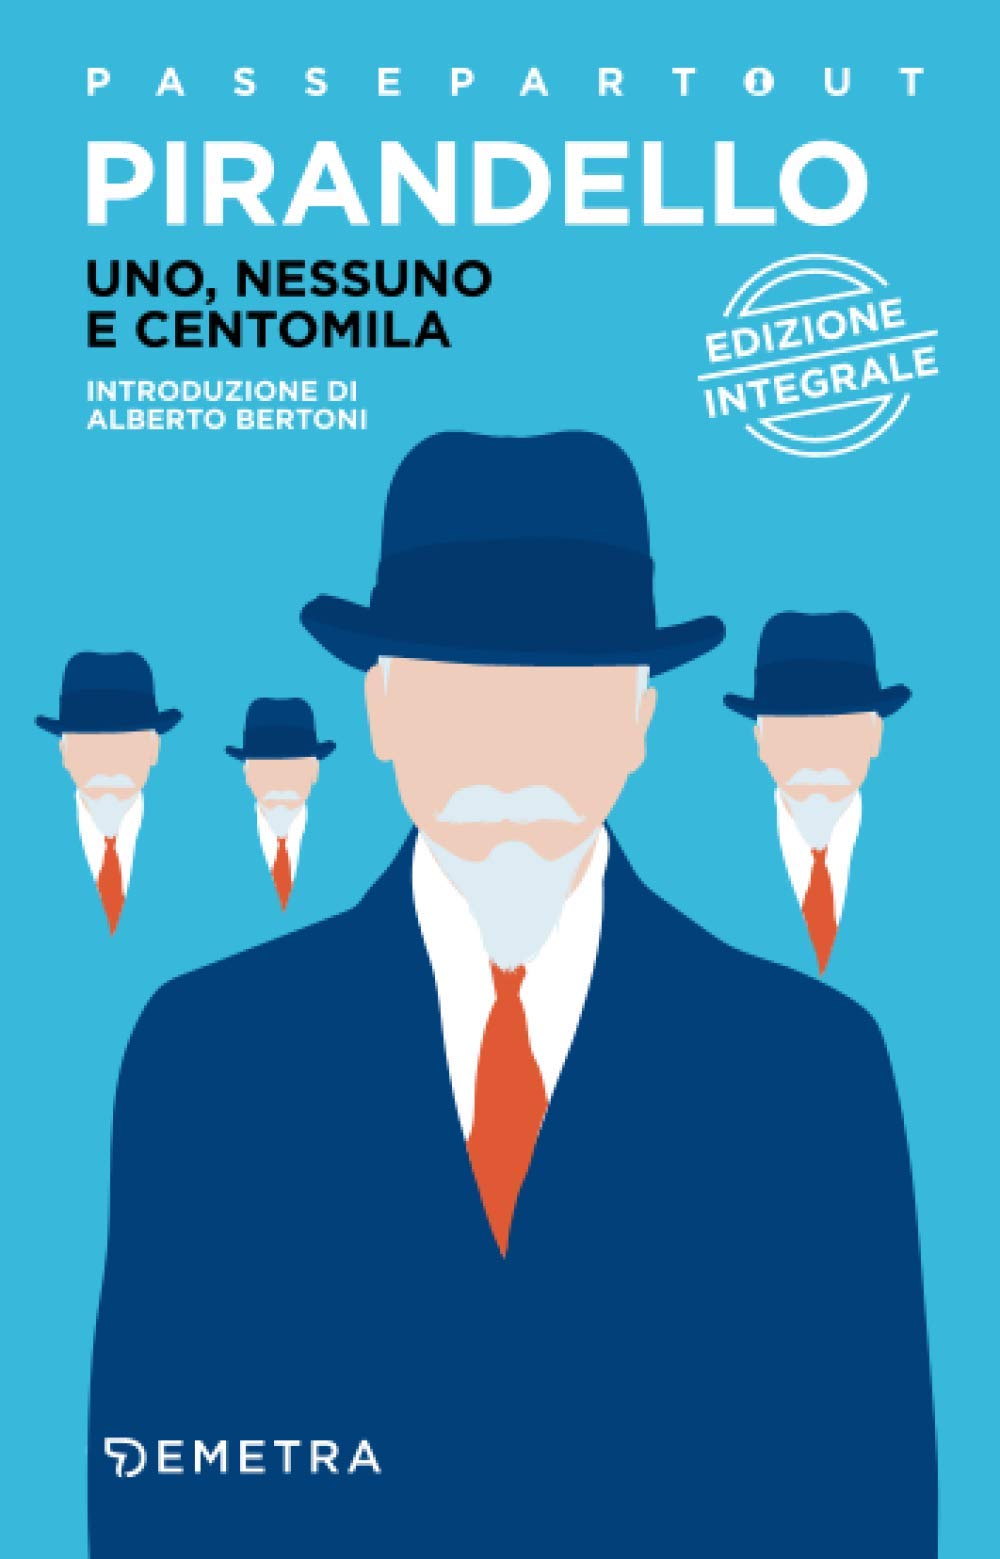 PASSEPARTOUT
PIRANDELLO
UNO, NESSUNO
E CENTOMILA
INTRODUZIONE DI
ALBERTO BERTONI
EDIZIONE
INTEGRALE
DEMETRA